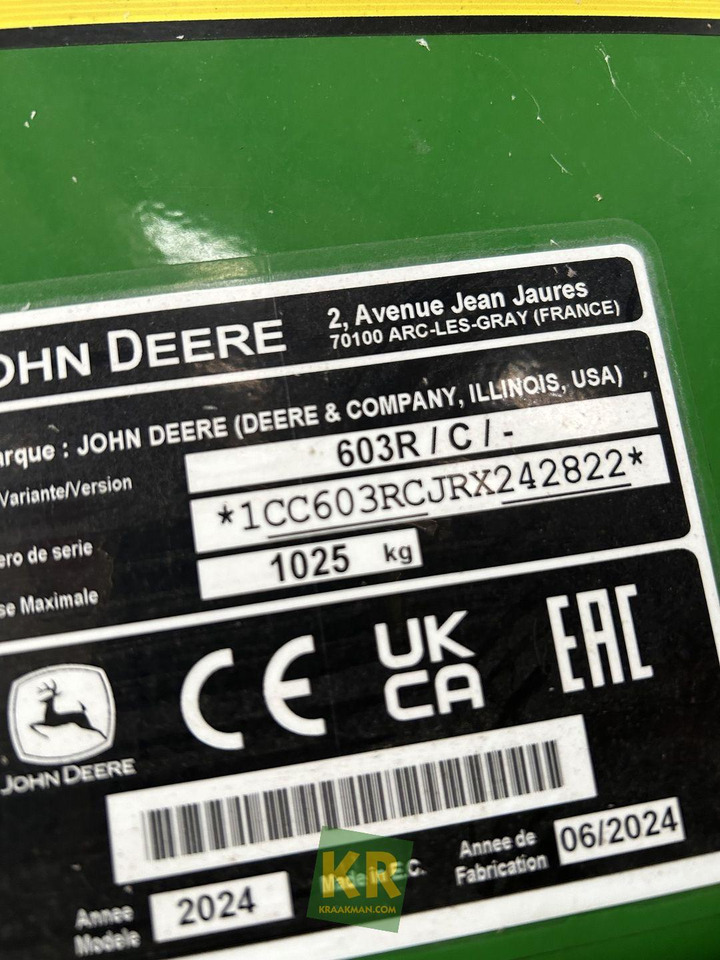 JOHN DEERE
2, Avenue Jean Jaures
70100 ARC-LES-GRAY (FRANCE)
arque : JOHN DEERE (DEERE & COMPANY, ILLINOIS, USA)
Variante/Version 603R / C / -
ero de serie *1CC603RCJRX242822*
se Maximale 1025 kg
CE
UK
CA
EAC
JOHN DEERE
Annee
Modele
2024
Made in E.C.
Annee de
Fabrication
06/2024
KR
KRAAKMAN.COM